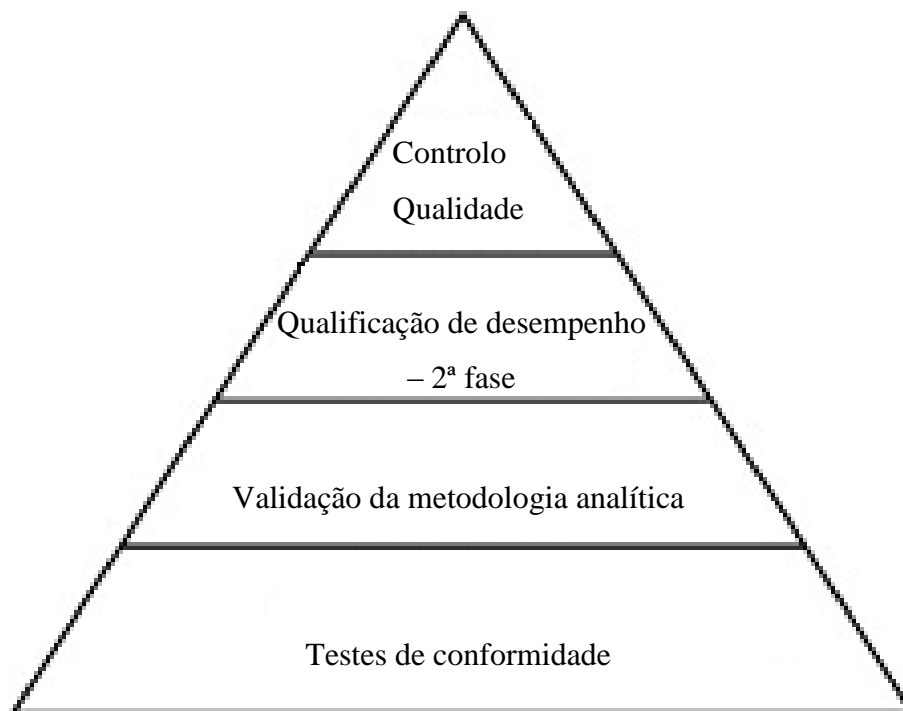 Controlo
Qualidade
Qualificação de desempenho
– 2ª fase
Validação da metodologia analítica
Testes de conformidade